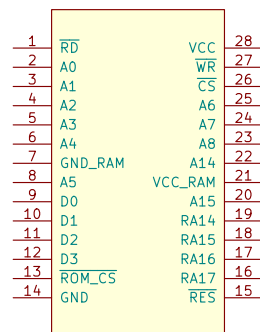 1 RD VCC 28
2 A0 WR 27
3 A1 CS 26
4 A2 A6 25
5 A3 A7 24
6 A4 A8 23
7 GND_RAM A14 22
8 A5 VCC_RAM 21
9 D0 A15 20
10 D1 RA14 19
11 D2 RA15 18
12 D3 RA16 17
13 ROM_CS RA17 16
14 GND RES 15